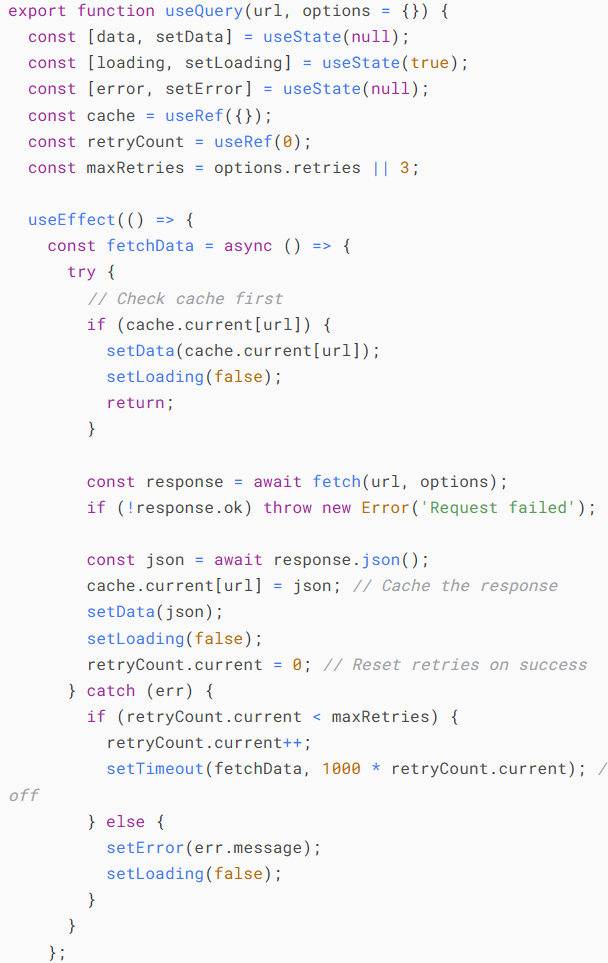 export function useQuery(url, options = {}) {
  const [data, setData] = useState(null);
  const [loading, setLoading] = useState(true);
  const [error, setError] = useState(null);
  const cache = useRef({});
  const retryCount = useRef(0);
  const maxRetries = options.retries || 3;

  useEffect(() => {
    const fetchData = async () => {
      try {
        // Check cache first
        if (cache.current[url]) {
          setData(cache.current[url]);
          setLoading(false);
          return;
        }

        const response = await fetch(url, options);
        if (!response.ok) throw new Error('Request failed');

        const json = await response.json();
        cache.current[url] = json; // Cache the response
        setData(json);
        setLoading(false);
        retryCount.current = 0; // Reset retries on success
      } catch (err) {
        if (retryCount.current < maxRetries) {
          retryCount.current++;
          setTimeout(fetchData, 1000 * retryCount.current); /
off
        } else {
          setError(err.message);
          setLoading(false);
        }
      }
    };